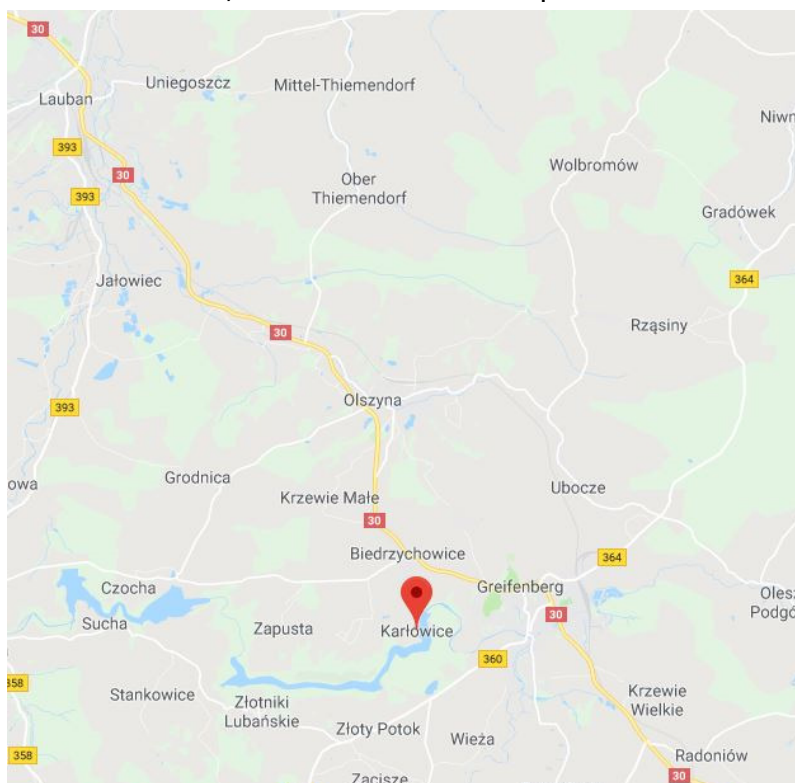 30
Uniegoszcz
Mittel-Thiemendorf
Lauban
Niwn
393
Wolbromów
30
Ober
Thiemendorf
393
Gradówek
Jałowiec
364
Rząsiny
30
Olszyna
393
Grodnica
owa
Ubocze
Krzewie Małe
30
Biedrzychowice
364
Czocha
Greifenberg
Oles
Podgó
30
Sucha
Zapusta
Karłowice
360
358
Stankowice
Złotniki
Lubańskie
Krzewie
Wielkie
Złoty Potok
Wieża
358
Radoniów
Zacisze
30